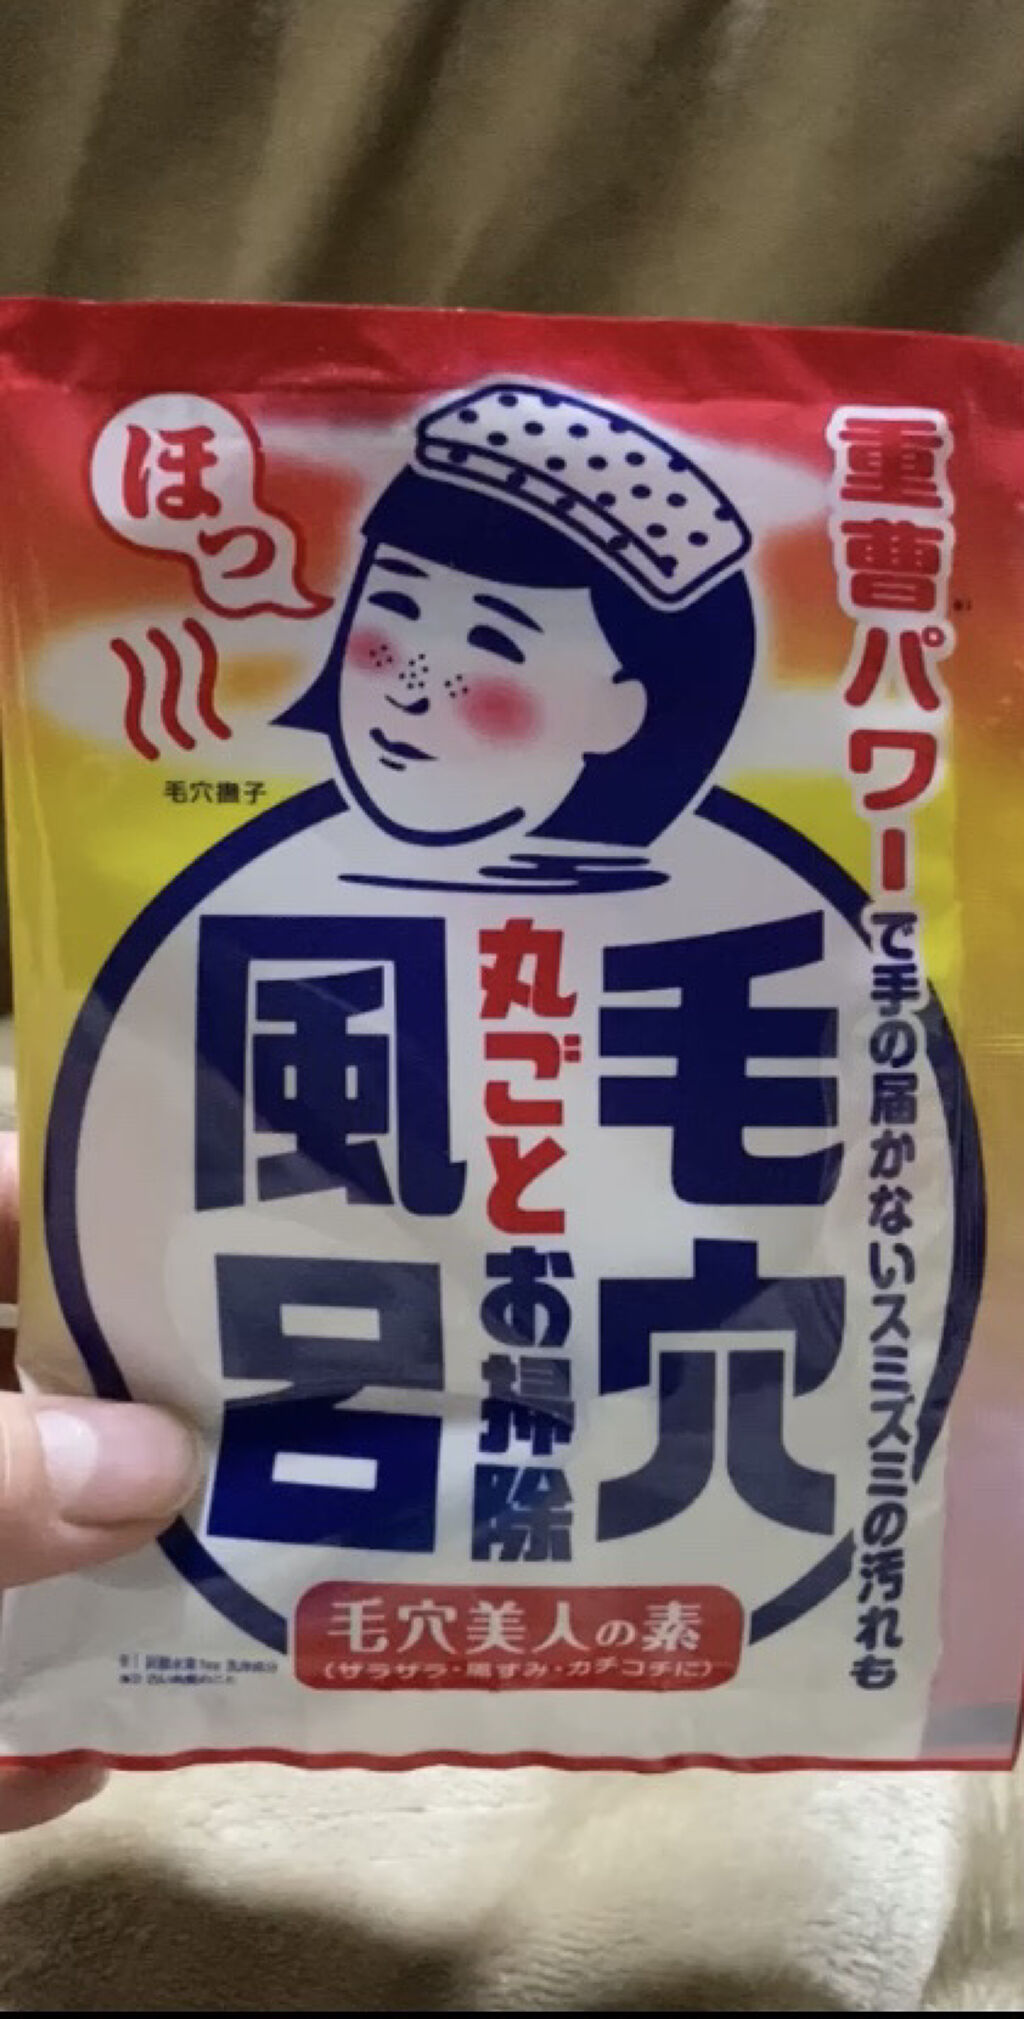 重曹パワーで手の届かないスミズミの汚れも
ほっ
毛穴撫子
毛穴
丸ごとお掃除
風呂
毛穴美人の素
(ザラザラ・黒ずみ・カチコチに)